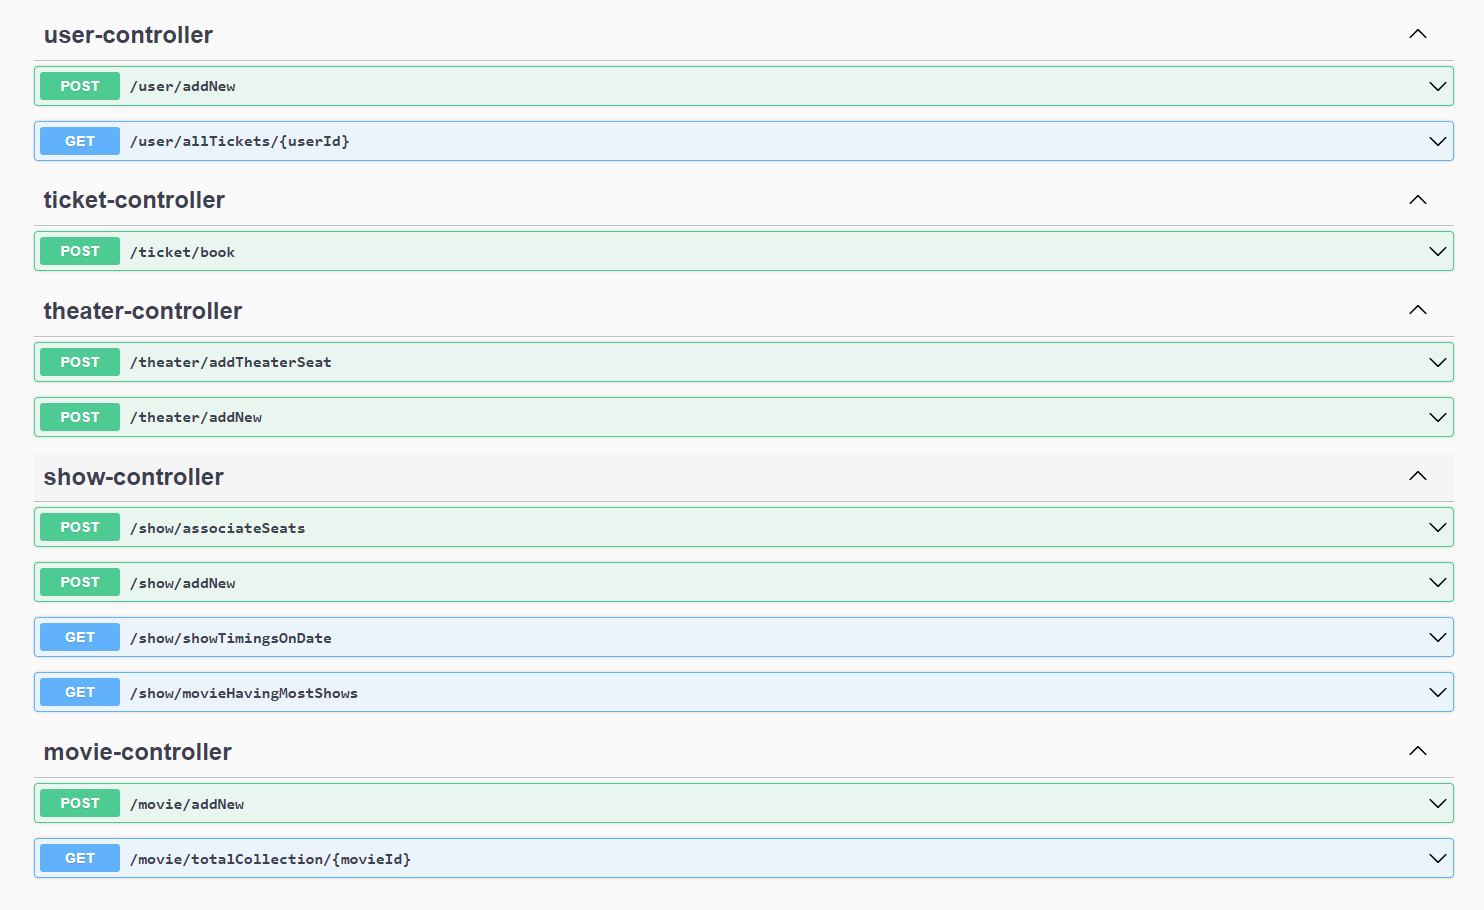 user-controller
POST /user/addNew
GET /user/allTickets/{userId}
ticket-controller
POST /ticket/book
theater-controller
POST /theater/addTheaterSeat
POST /theater/addNew
show-controller
POST /show/associateSeats
POST /show/addNew
GET /show/showTimingsOnDate
GET /show/movieHavingMostShows
movie-controller
POST /movie/addNew
GET /movie/totalCollection/{movieId}